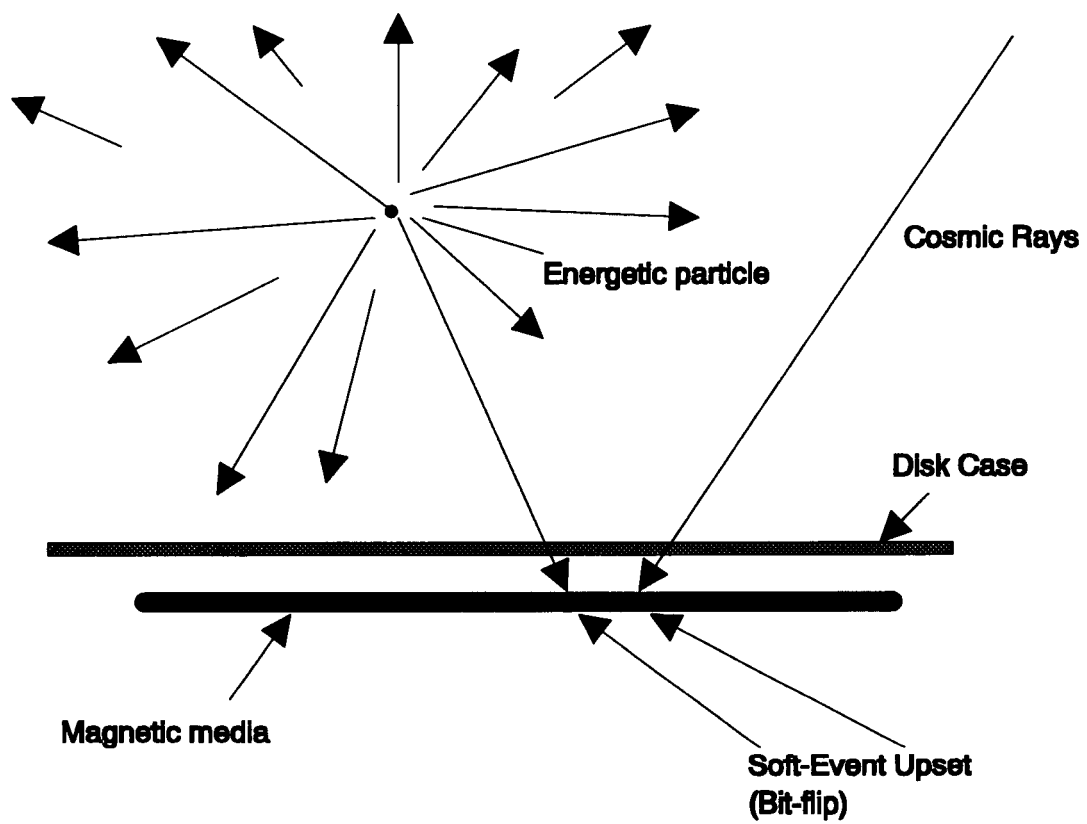 Cosmic Rays
Energetic particle
Disk Case
Magnetic media
Soft-Event Upset
(Bit-flip)